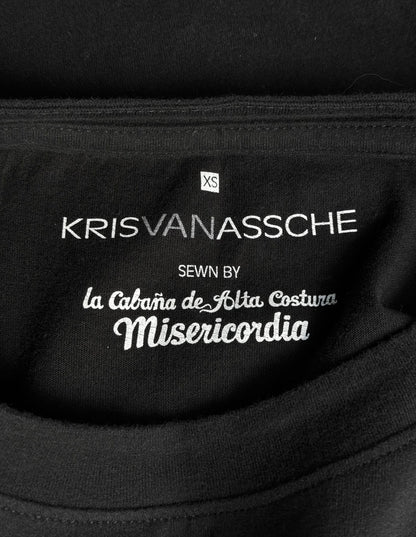 XS
KRISVANASSCHE
SEWN BY
la Cabaña de Alta Costura
Misericordia